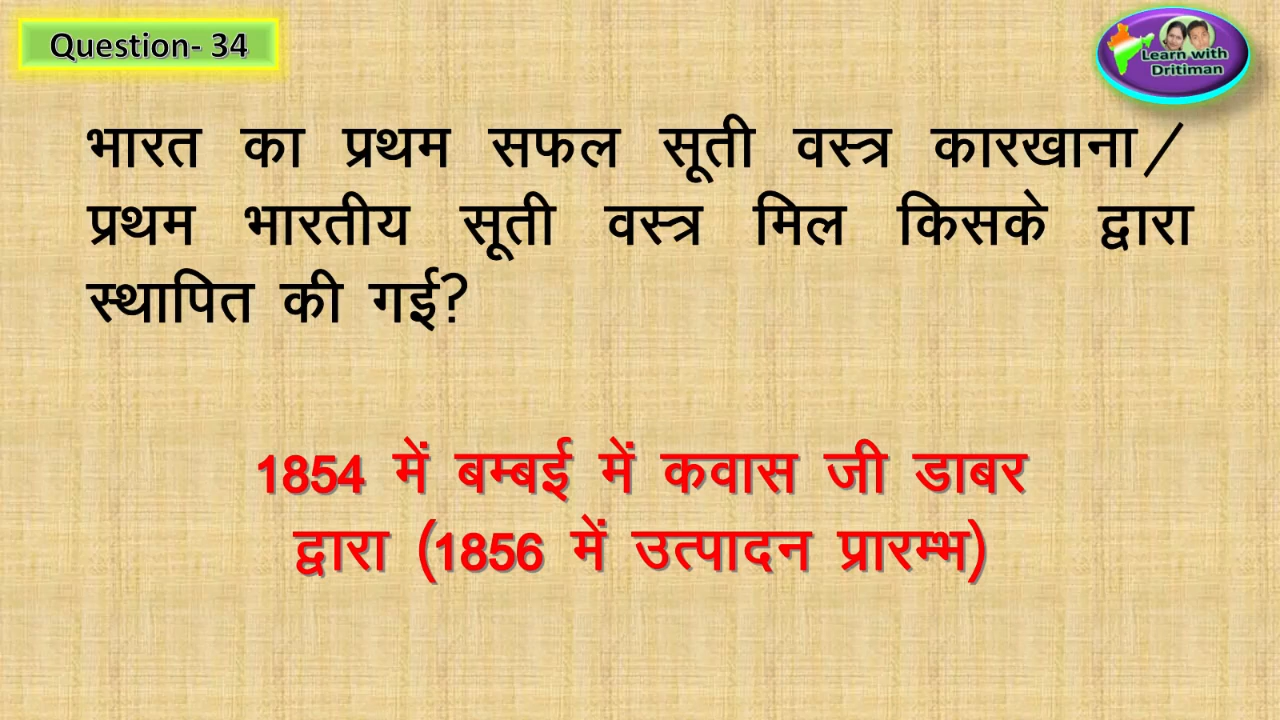 Question- 34
Learn with
Dritiman
भारत का प्रथम सफल सूती वस्त्र कारखाना/
प्रथम भारतीय सूती वस्त्र मिल किसके द्वारा
स्थापित की गई?
1854 में बम्बई में कवास जी डाबर
द्वारा (1856 में उत्पादन प्रारम्भ)